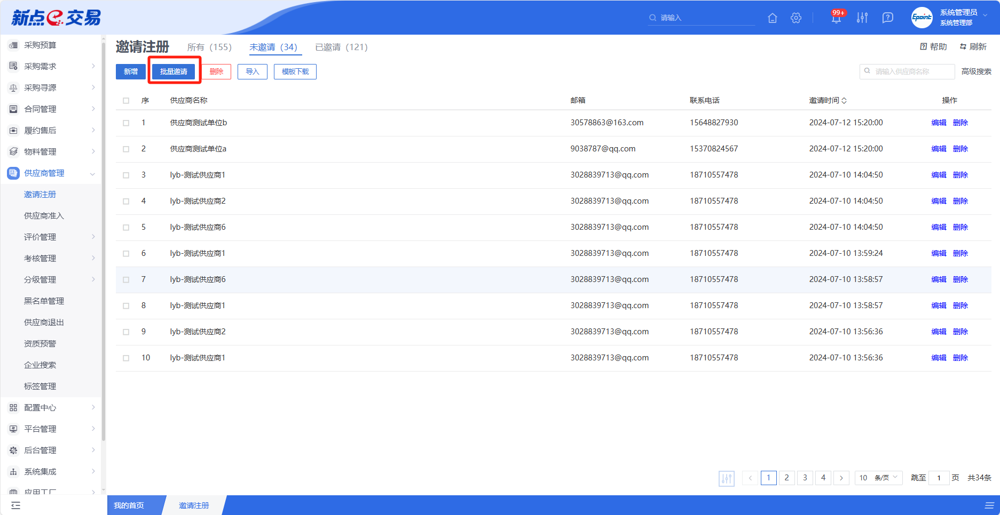 新点e交易
请输入
99+
Epoint
系统管理员
系统管理部
采购预算
采购需求
采购寻源
合同管理
履约售后
物料管理
供应商管理
邀请注册
供应商准入
评价管理
考核管理
分级管理
黑名单管理
供应商退出
资质预警
企业搜索
标签管理
配置中心
平台管理
后台管理
系统集成
应用工厂
邀请注册 所有（155） 未邀请（34） 已邀请（121） 帮助 刷新
新增 批量邀请 删除 导入 模板下载 请输入供应商名称 高级搜索
序 供应商名称 邮箱 联系电话 邀请时间 操作
1 供应商测试单位b 30578863@163.com 15648827930 2024-07-12 15:20:00 编辑 删除
2 供应商测试单位a 9038787@qq.com 15370824567 2024-07-12 15:20:00 编辑 删除
3 lyb-测试供应商1 3028839713@qq.com 18710557478 2024-07-10 14:04:50 编辑 删除
4 lyb-测试供应商2 3028839713@qq.com 18710557478 2024-07-10 14:04:50 编辑 删除
5 lyb-测试供应商6 3028839713@qq.com 18710557478 2024-07-10 14:04:50 编辑 删除
6 lyb-测试供应商1 3028839713@qq.com 18710557478 2024-07-10 13:59:24 编辑 删除
7 lyb-测试供应商6 3028839713@qq.com 18710557478 2024-07-10 13:58:57 编辑 删除
8 lyb-测试供应商1 3028839713@qq.com 18710557478 2024-07-10 13:58:57 编辑 删除
9 lyb-测试供应商2 3028839713@qq.com 18710557478 2024-07-10 13:56:36 编辑 删除
10 lyb-测试供应商1 3028839713@qq.com 18710557478 2024-07-10 13:56:36 编辑 删除
1 2 3 4 10 条/页 跳至 1 页 共34条
我的首页 邀请注册